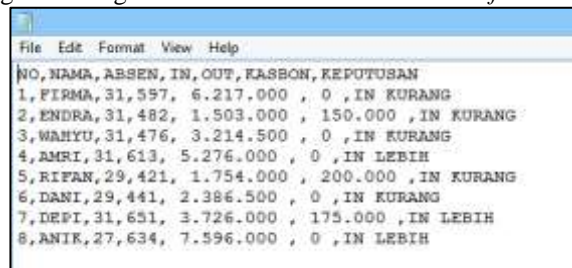 File Edit Format View Help
NO,NAMA,ABSEN,IN,OUT,KASBON,KEPUTUSAN
1,FIRMA,31,597, 6.217.000 , 0 ,IN KURANG
2,ENDRA,31,482, 1.503.000 , 150.000 ,IN KURANG
3,WAHYU,31,476, 3.214.500 , 0 ,IN KURANG
4,AMRI,31,613, 5.276.000 , 0 ,IN LEBIH
5,RIFAN,29,421, 1.754.000 , 200.000 ,IN KURANG
6,DANI,29,441, 2.386.500 , 0 ,IN KURANG
7,DEPI,31,651, 3.726.000 , 175.000 ,IN LEBIH
8,ANIK,27,634, 7.596.000 , 0 ,IN LEBIH